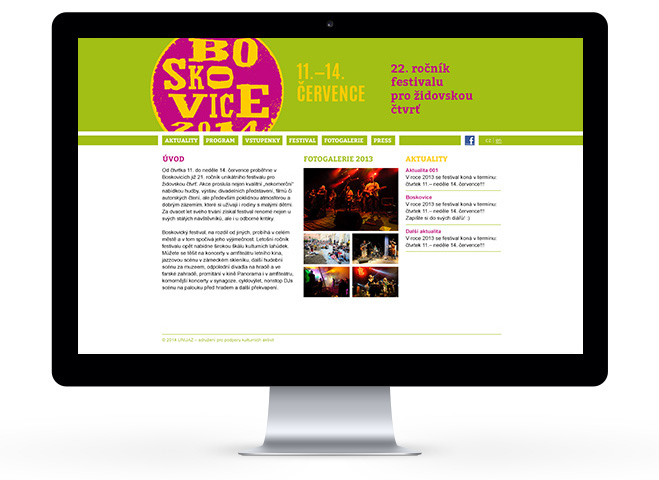 BO
SKO
VICE
2014
11.–14.
ČERVENCE
22. ročník
festivalu
pro židovskou
čtvrť
AKTUALITY PROGRAM VSTUPENKY FESTIVAL FOTOGALERIE PRESS f CZ EN
ÚVOD
Od čtvrtka 11. do neděle 14. července proběhne v
Boskovicích již 21. ročník unikátního festivalu pro
židovskou čtvrť. Akce proslula nejen kvalitní „nekomerční“
nabídkou hudby, výstav, divadelních představení, filmů či
autorských čtení, ale především poklidnou atmosférou a
dobrým zázemím, které si užívají i rodiny s malými dětmi.
Za dvacet let svého trvání získal festival renomé nejen u
svých stálých návštěvníků, ale i u odborné kritiky.
Boskovický festival, na rozdíl od jiných, probíhá v celém
městě a v tom spočívá jeho výjimečnost. Letošní ročník
festivalu opět nabídne širokou škálu kulturních lahůdek.
Můžete se těšit na koncerty v amfiteátru letního kina,
jazzovou scénu v zámeckém skleníku, další hudební
scénu za muzeem, odpolední divadla na hradě a ve
farské zahradě, promítání v kině Panorama i v amfiteátru,
komornější koncerty v synagoze, cyklovýlet, nonstop DJs
scénu na palouku před hradem a další překvapení.
FOTOGALERIE 2013
AKTUALITY
Aktualita 001
V roce 2013 se festival koná v termínu:
čtvrtek 11.– neděle 14. července!!!
Boskovice
V roce 2013 se festival koná v termínu:
čtvrtek 11.– neděle 14. července!!!
Zapište si do svých diářů! :)
Další aktualita
V roce 2013 se festival koná v termínu:
čtvrtek 11.– neděle 14. července!!!
© 2014 UNIJAZZ – sdružení pro podporu kulturních aktivit